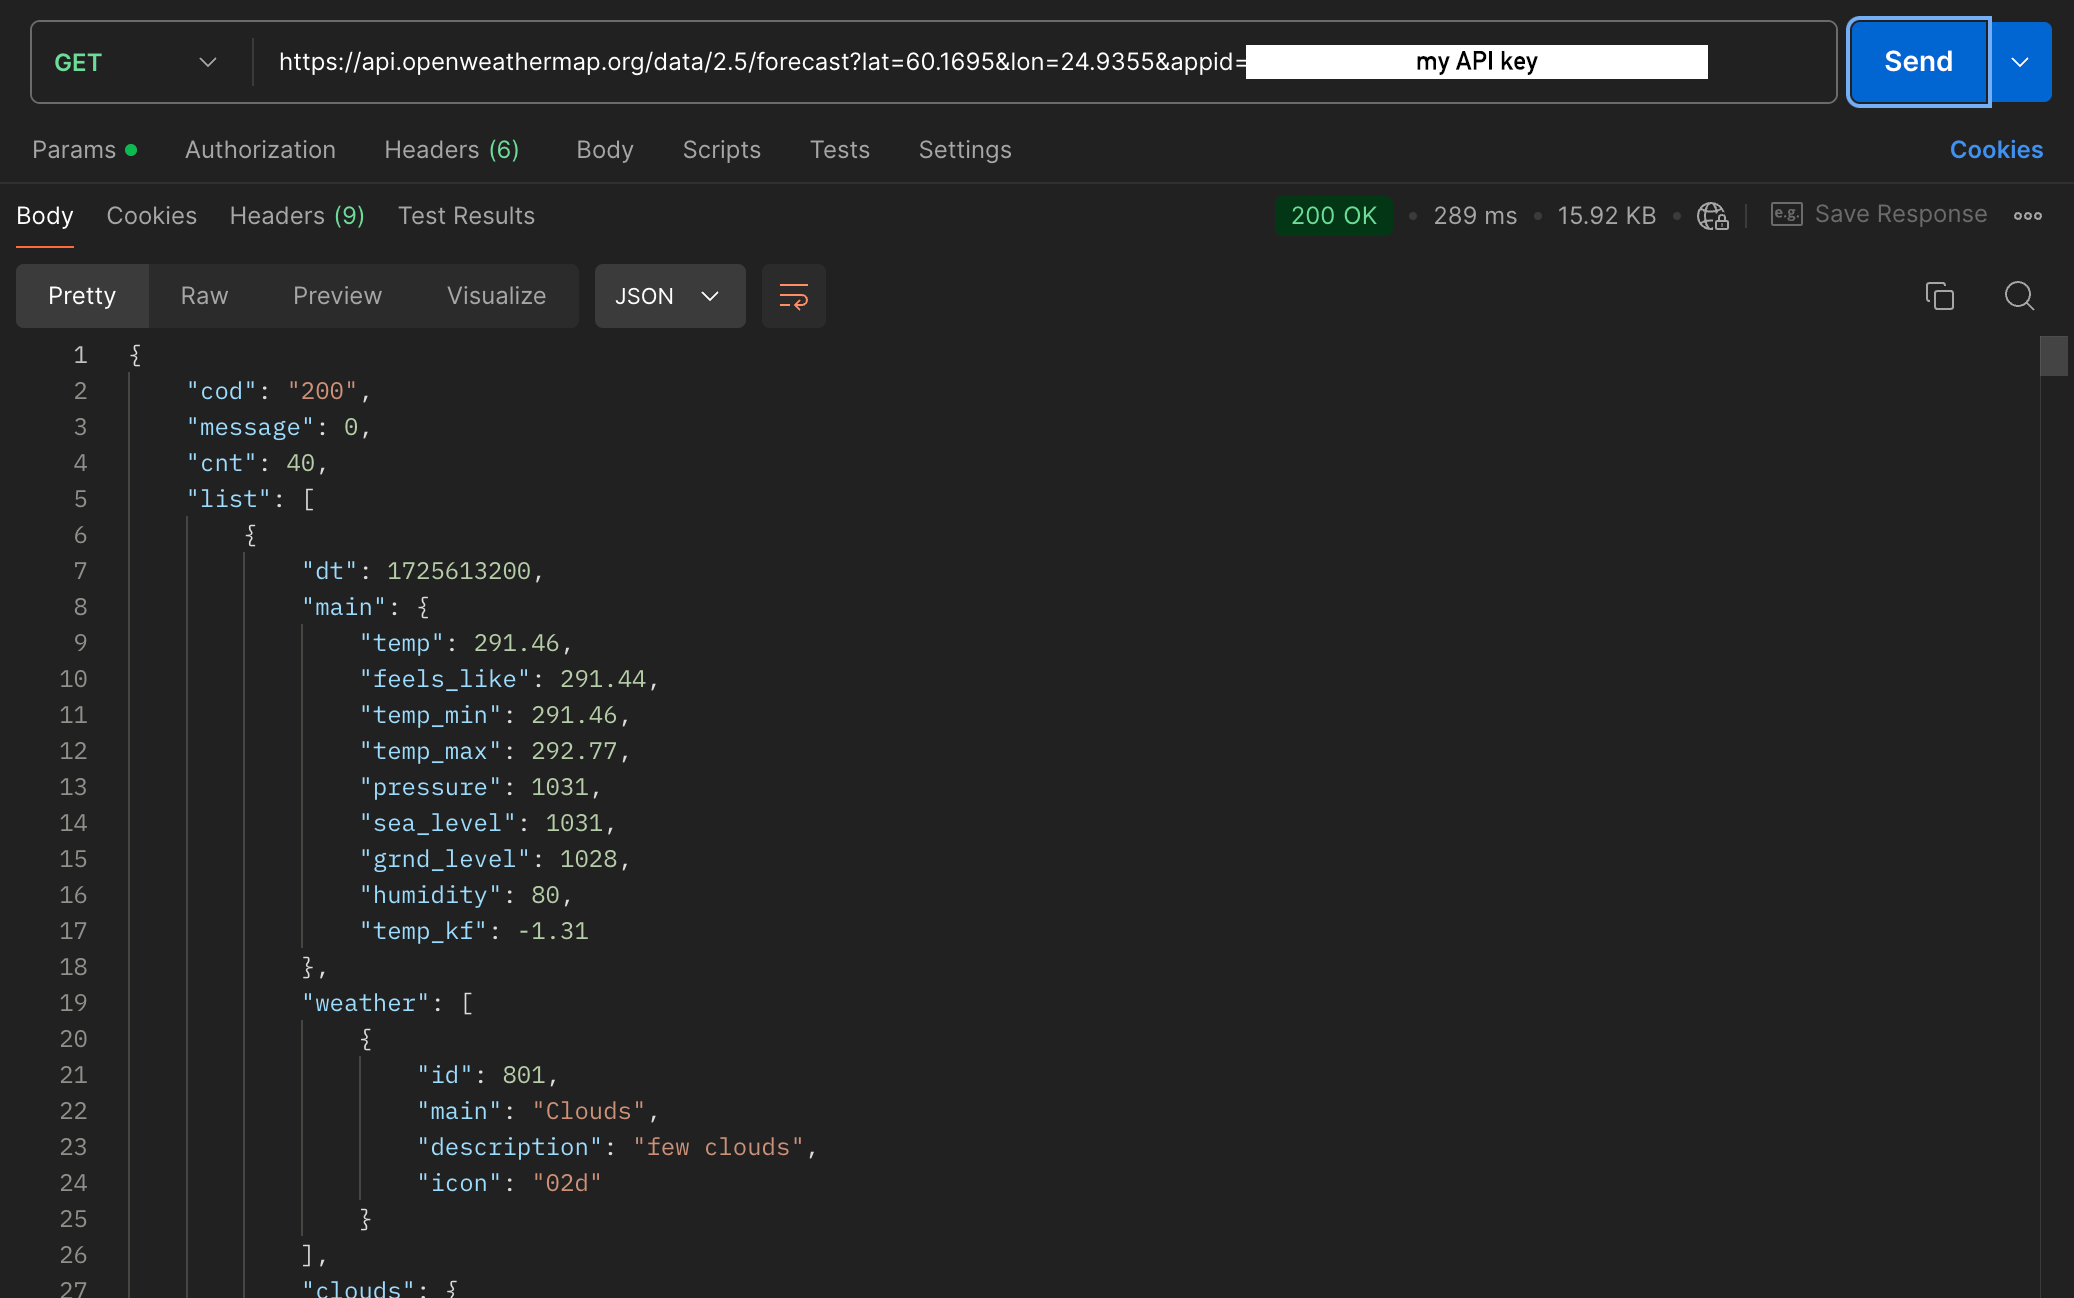 GET https://api.openweathermap.org/data/2.5/forecast?lat=60.1695&lon=24.9355&appid= my API key Send
Params Authorization Headers (6) Body Scripts Tests Settings Cookies
Body Cookies Headers (9) Test Results 200 OK 289 ms 15.92 KB e.g. Save Response
Pretty Raw Preview Visualize JSON
1 {
2 "cod": "200",
3 "message": 0,
4 "cnt": 40,
5 "list": [
6 {
7 "dt": 1725613200,
8 "main": {
9 "temp": 291.46,
10 "feels_like": 291.44,
11 "temp_min": 291.46,
12 "temp_max": 292.77,
13 "pressure": 1031,
14 "sea_level": 1031,
15 "grnd_level": 1028,
16 "humidity": 80,
17 "temp_kf": -1.31
18 },
19 "weather": [
20 {
21 "id": 801,
22 "main": "Clouds",
23 "description": "few clouds",
24 "icon": "02d"
25 }
26 ],
27 "clouds": {